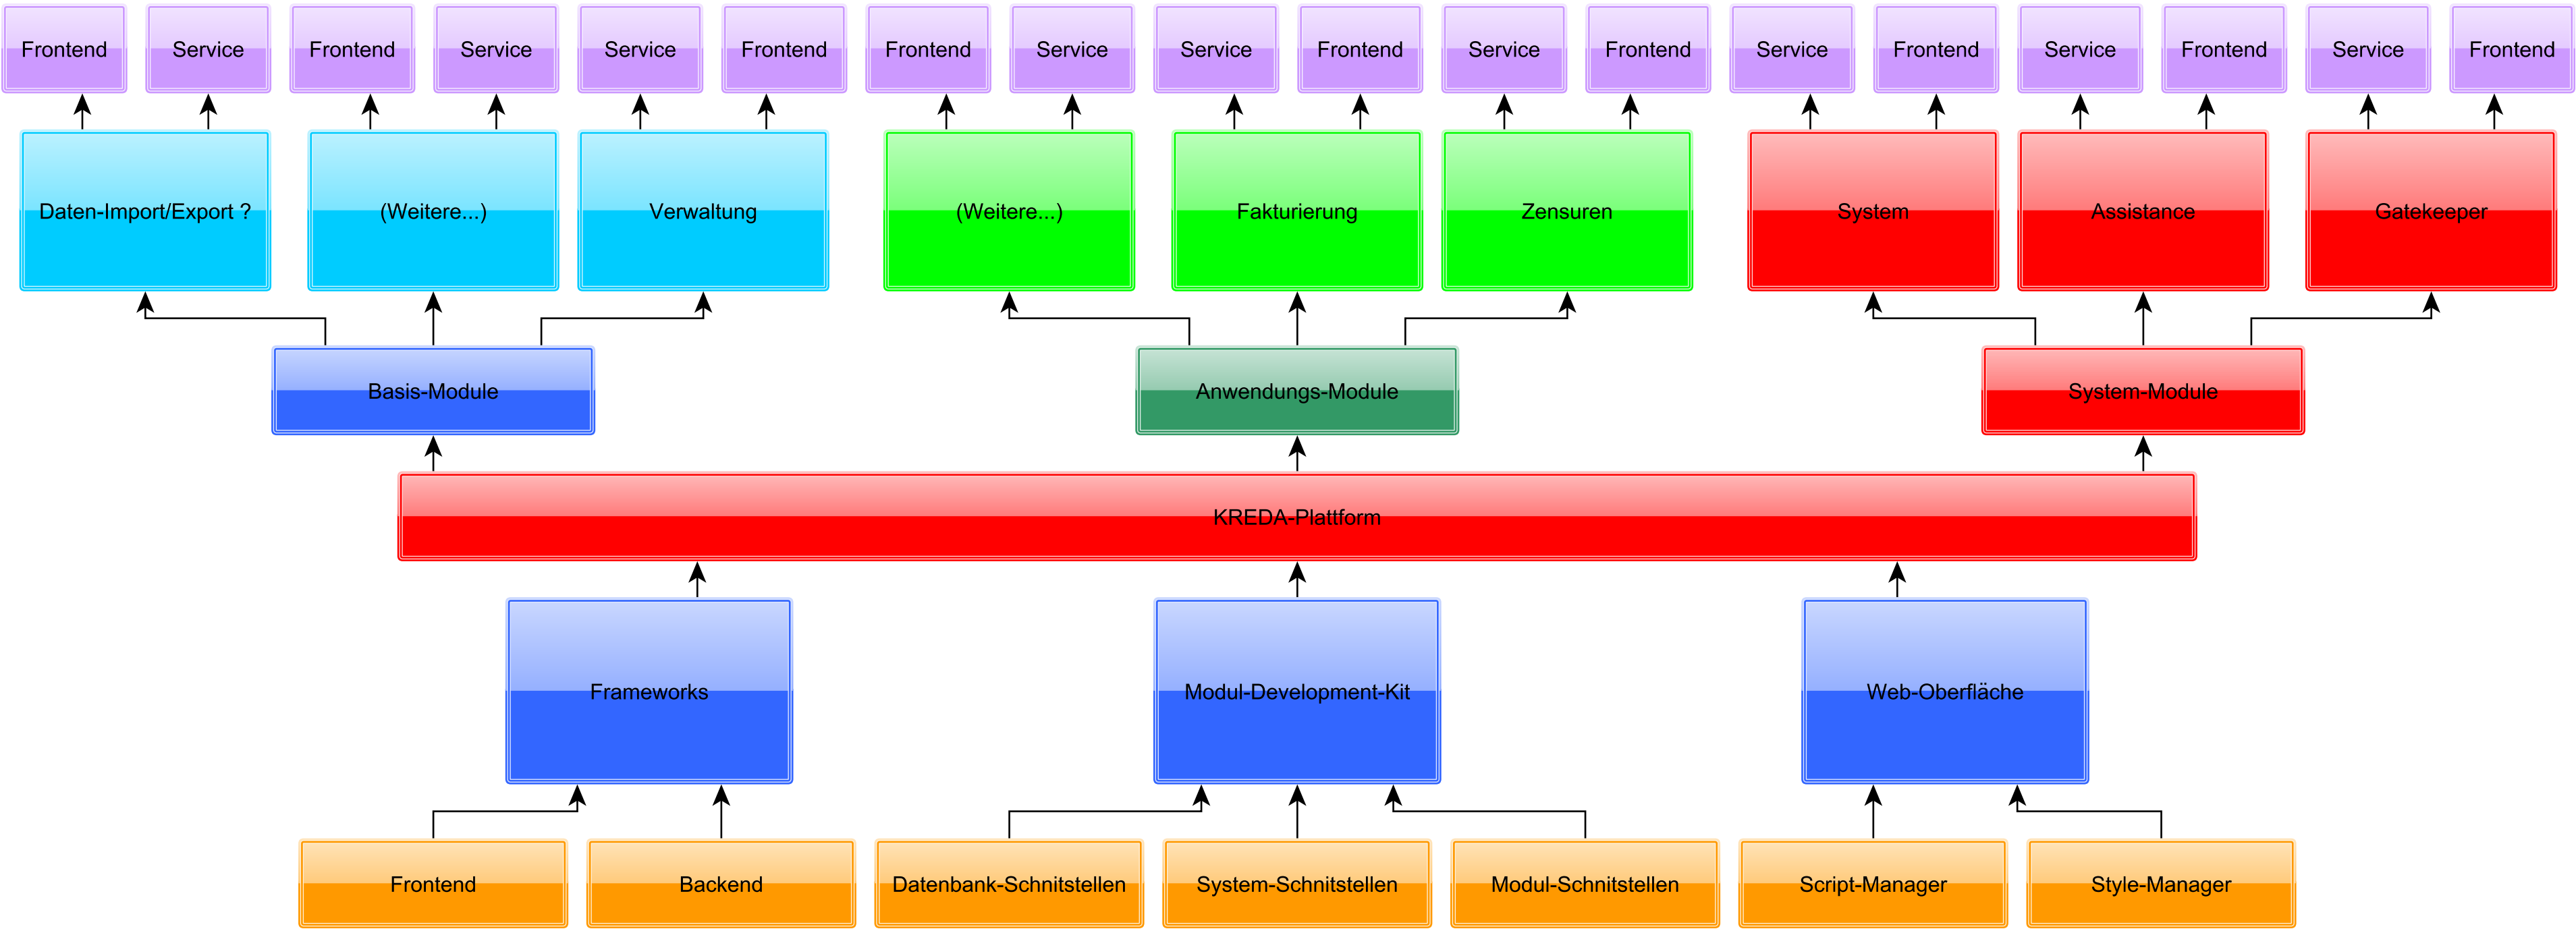 Frontend
Service
Frontend
Service
Service
Frontend
Frontend
Service
Service
Frontend
Service
Frontend
Service
Frontend
Service
Frontend
Service
Frontend
Daten-Import/Export ?
(Weitere...)
Verwaltung
(Weitere...)
Fakturierung
Zensuren
System
Assistance
Gatekeeper
Basis-Module
Anwendungs-Module
System-Module
KREDA-Plattform
Frameworks
Modul-Development-Kit
Web-Oberfläche
Frontend
Backend
Datenbank-Schnitstellen
System-Schnitstellen
Modul-Schnitstellen
Script-Manager
Style-Manager